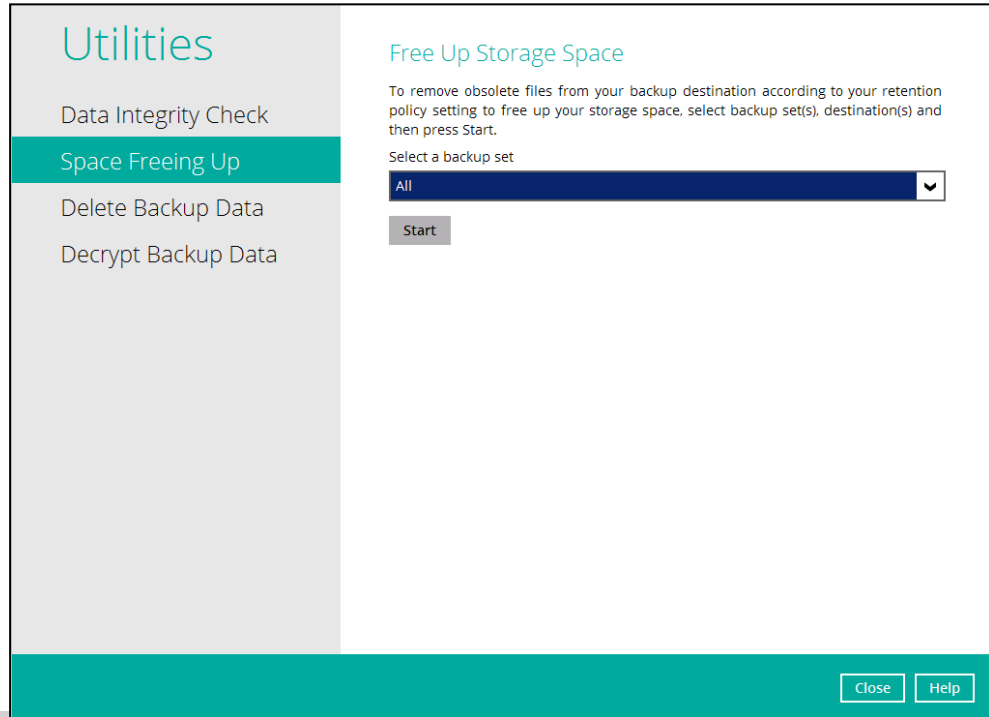 Utilities
Data Integrity Check
Space Freeing Up
Delete Backup Data
Decrypt Backup Data
Free Up Storage Space
To remove obsolete files from your backup destination according to your retention
policy setting to free up your storage space, select backup set(s), destination(s) and
then press Start.
Select a backup set
All
Start
Close
Help